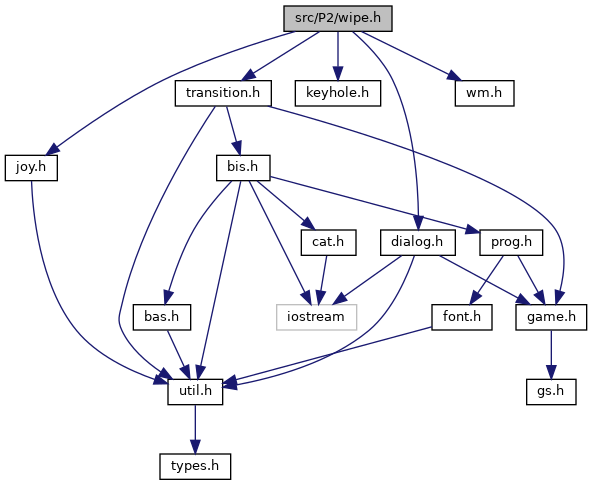 src/P2/wipe.h
transition.h
keyhole.h
wm.h
joy.h
bis.h
cat.h
dialog.h
prog.h
bas.h
iostream
font.h
game.h
util.h
gs.h
types.h